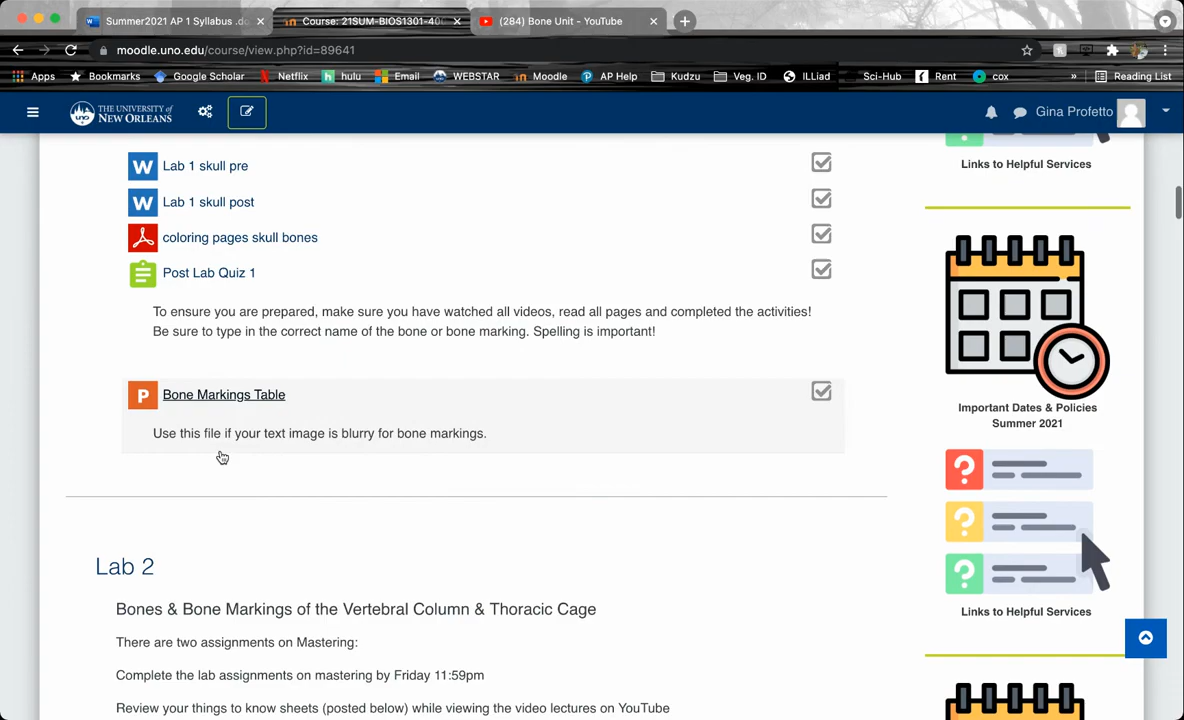 Summer2021 AP 1 Syllabus .do
Course: 21SUM-BIOS1301-40
(284) Bone Unit - YouTube
moodle.uno.edu/course/view.php?id=89641
Apps
Bookmarks
Google Scholar
Netflix
hulu
Email
WEBSTAR
Moodle
AP Help
Kudzu
Veg. ID
ILLiad
Sci-Hub
Rent
cox
»
Reading List
THE UNIVERSITY of
NEW ORLEANS
Gina Profetto
Lab 1 skull pre
Lab 1 skull post
coloring pages skull bones
Post Lab Quiz 1
To ensure you are prepared, make sure you have watched all videos, read all pages and completed the activities!
Be sure to type in the correct name of the bone or bone marking. Spelling is important!
Bone Markings Table
Use this file if your text image is blurry for bone markings.
Lab 2
Bones & Bone Markings of the Vertebral Column & Thoracic Cage
There are two assignments on Mastering:
Complete the lab assignments on mastering by Friday 11:59pm
Review your things to know sheets (posted below) while viewing the video lectures on YouTube
Links to Helpful Services
Important Dates & Policies
Summer 2021
Links to Helpful Services